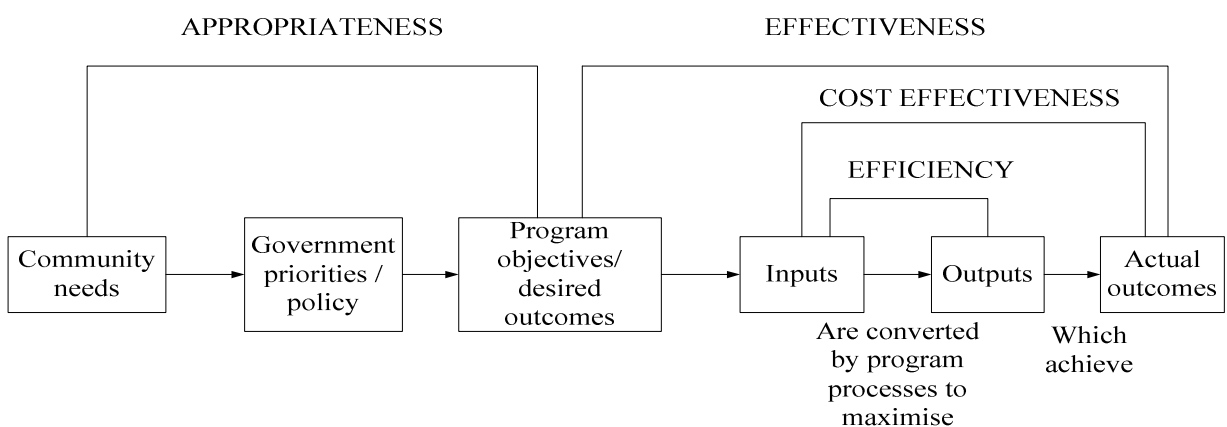 APPROPRIATENESS
EFFECTIVENESS
COST EFFECTIVENESS
EFFICIENCY
Community
needs
Government
priorities /
policy
Program
objectives/
desired
outcomes
Inputs
Outputs
Actual
outcomes
Are converted
by program
processes to
maximise
Which
achieve